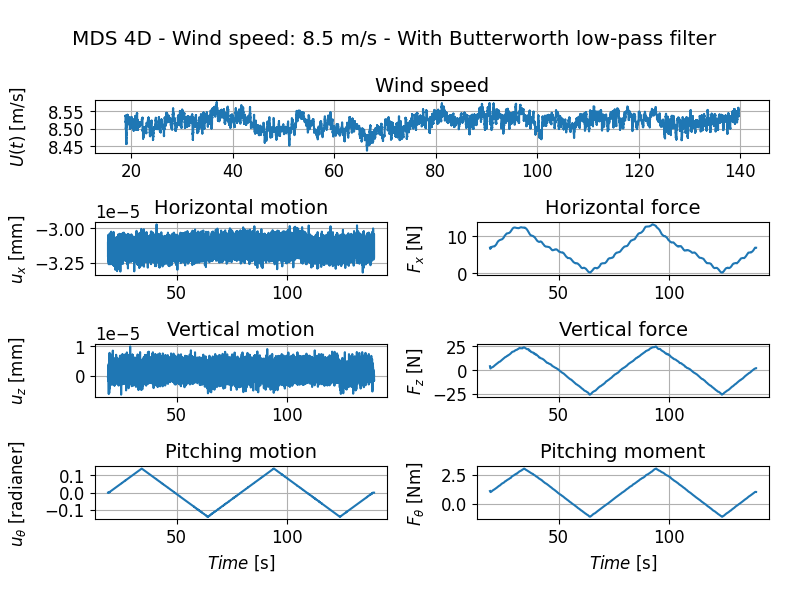 MDS 4D - Wind speed: 8.5 m/s - With Butterworth low-pass filter
Wind speed
U(t) [m/s]
8.55
8.50
8.45
20 40 60 80 100 120 140
1e−5 Horizontal motion
u_x [mm]
−3.00
−3.25
50 100
Horizontal force
F_x [N]
10
0
50 100
1e−5 Vertical motion
u_z [mm]
1
0
50 100
Vertical force
F_z [N]
25
0
−25
50 100
Pitching motion
u_θ [radianer]
0.1
0.0
−0.1
50 100
Time [s]
Pitching moment
F_θ [Nm]
2.5
0.0
50 100
Time [s]